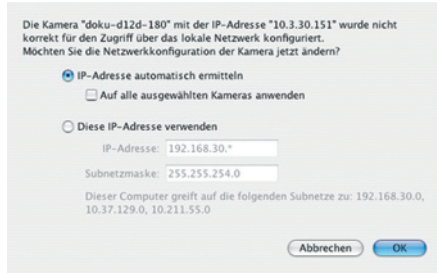 Die Kamera "doku-d12d-180" mit der IP-Adresse "10.3.30.151" wurde nicht
korrekt für den Zugriff über das lokale Netzwerk konfiguriert.
Möchten Sie die Netzwerkkonfiguration der Kamera jetzt ändern?
IP-Adresse automatisch ermitteln
Auf alle ausgewählten Kameras anwenden
Diese IP-Adresse verwenden
IP-Adresse: 192.168.30.*
Subnetzmaske: 255.255.254.0
Dieser Computer greift auf die folgenden Subnetze zu: 192.168.30.0,
10.37.129.0, 10.211.55.0
Abbrechen OK